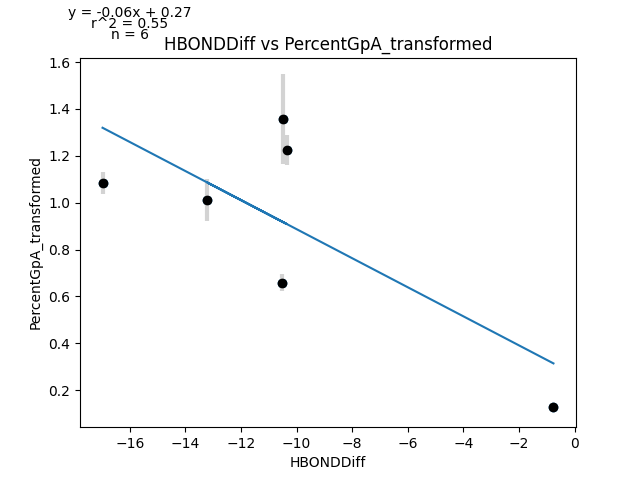 y = -0.06x + 0.27
r^2 = 0.55
n = 6
HBONDDiff vs PercentGpA_transformed
1.6
1.4
1.2
1.0
0.8
0.6
0.4
0.2
PercentGpA_transformed
−16
−14
−12
−10
−8
−6
−4
−2
0
HBONDDiff